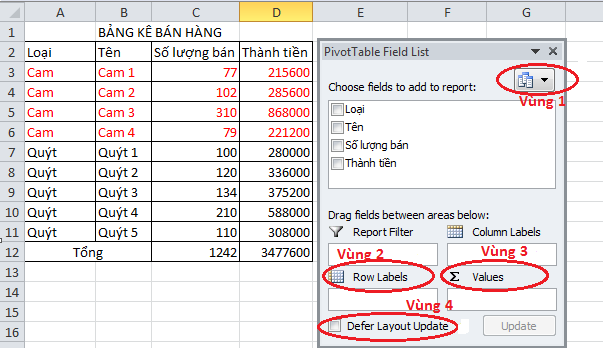 A B C D E F G
1 BẢNG KÊ BÁN HÀNG
2 Loại Tên Số lượng bán Thành tiền
3 Cam Cam 1 77 215600
4 Cam Cam 2 102 285600
5 Cam Cam 3 310 868000
6 Cam Cam 4 79 221200
7 Quýt Quýt 1 100 280000
8 Quýt Quýt 2 120 336000
9 Quýt Quýt 3 134 375200
10 Quýt Quýt 4 210 588000
11 Quýt Quýt 5 110 308000
12 Tổng 1242 3477600
13
14
15
16
PivotTable Field List
Choose fields to add to report:
Vùng 1
Loại
Tên
Số lượng bán
Thành tiền
Drag fields between areas below:
Report Filter Column Labels
Vùng 2 Vùng 3
Row Labels Σ Values
Vùng 4
Defer Layout Update Update